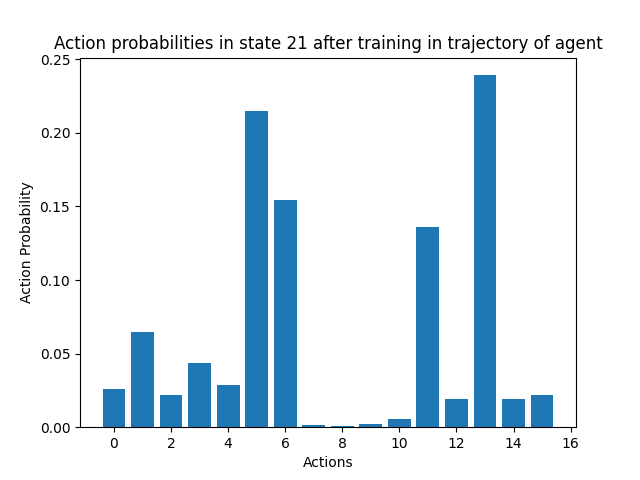 Action probabilities in state 21 after training in trajectory of agent
0.25
0.20
0.15
0.10
0.05
0.00
Action Probability
0 2 4 6 8 10 12 14 16
Actions